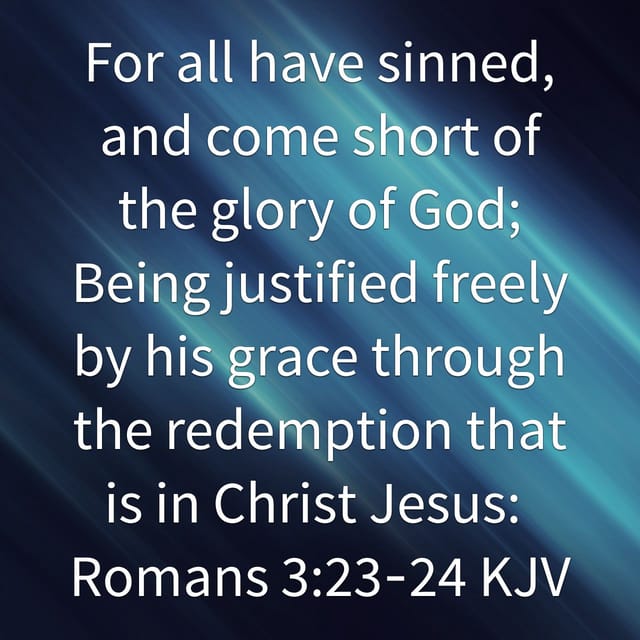 For all have sinned,
and come short of
the glory of God;
Being justified freely
by his grace through
the redemption that
is in Christ Jesus:
Romans 3:23-24 KJV